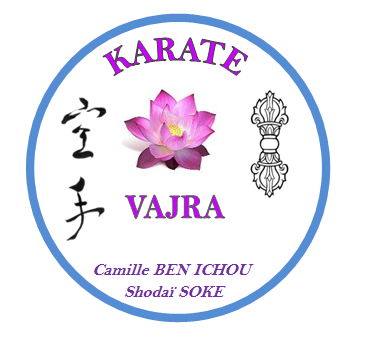 KARATE
空手
VAJRA
Camille BEN ICHOU
Shodaï SOKE